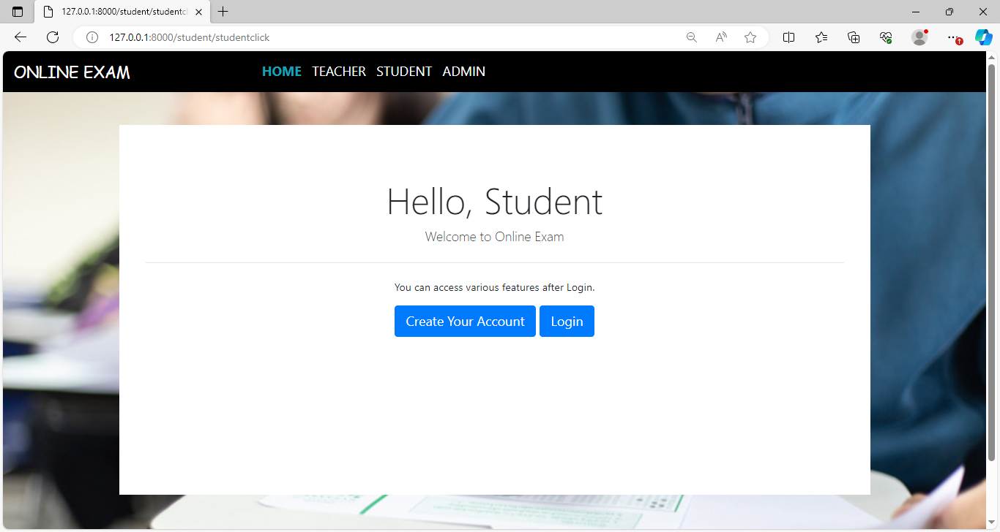 127.0.0.1:8000/student/studentcl
127.0.0.1:8000/student/studentclick
ONLINE EXAM HOME TEACHER STUDENT ADMIN
Hello, Student
Welcome to Online Exam
You can access various features after Login.
Create Your Account Login